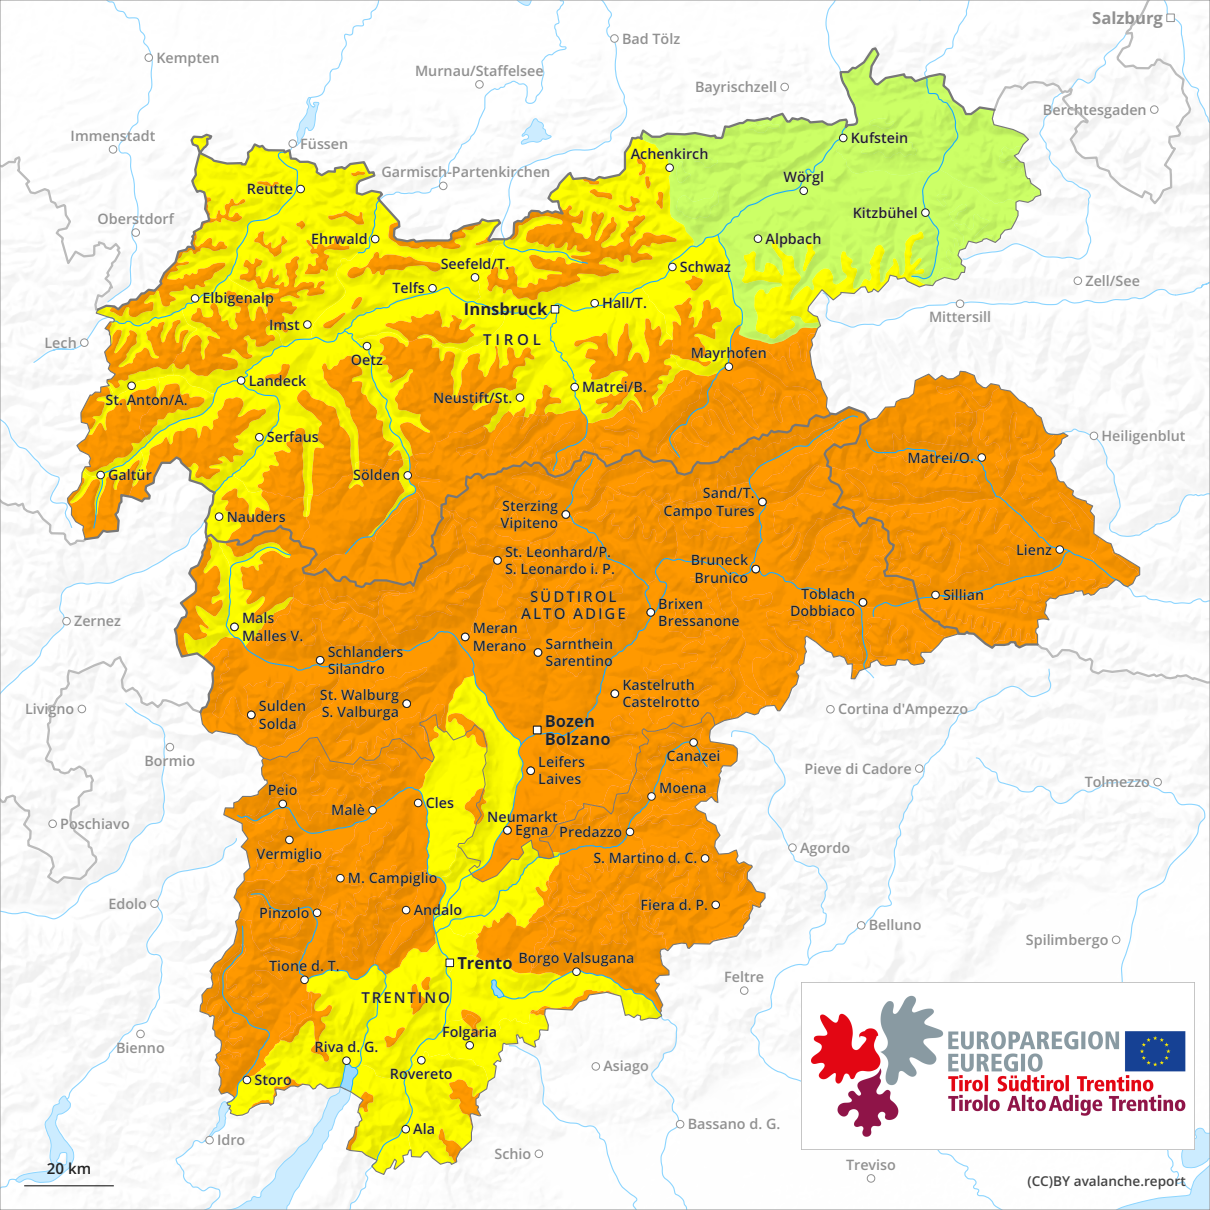 Salzburg
Bad Tölz
Kempten
Murnau/Staffelsee
Bayrischzell
Berchtesgaden
Immenstadt
Füssen
Kufstein
Achenkirch
Garmisch-Partenkirchen
Wörgl
Reutte
Oberstdorf
Kitzbühel
Ehrwald
Alpbach
Seefeld/T.
Schwaz
Zell/See
Telfs
Elbigenalp
Hall/T.
Innsbruck
Mittersill
Imst
TIROL
Lech
Oetz
Mayrhofen
Landeck
Matrei/B.
St. Anton/A.
Neustift/St.
Serfaus
Heiligenblut
Matrei/O.
Galtür
Sölden
Sand/T.
Campo Tures
Sterzing
Vipiteno
Nauders
St. Leonhard/P.
S. Leonardo i. P.
Lienz
Bruneck
Brunico
SÜDTIROL
ALTO ADIGE
Toblach
Dobbiaco
Sillian
Brixen
Bressanone
Zernez
Mals
Malles V.
Meran
Merano
Sarnthein
Sarentino
Schlanders
Silandro
Kastelruth
Castelrotto
St. Walburg
S. Valburga
Sulden
Solda
Livigno
Cortina d'Ampezzo
Bozen
Bolzano
Bormio
Canazei
Leifers
Laives
Pieve di Cadore
Tolmezzo
Peio
Moena
Malè
Cles
Neumarkt
Egna
Predazzo
Poschiavo
Agordo
Vermiglio
S. Martino d. C.
M. Campiglio
Edolo
Pinzolo
Andalo
Fiera d. P.
Belluno
Spilimbergo
Trento
Borgo Valsugana
Tione d. T.
Feltre
TRENTINO
Folgaria
Bienno
Riva d. G.
Rovereto
Asiago
Storo
EUROPAREGION
EUREGIO
Tirol Südtirol Trentino
Tirolo Alto Adige Trentino
Ala
Bassano d. G.
Idro
Schio
Treviso
20 km
(CC)BY avalanche.report